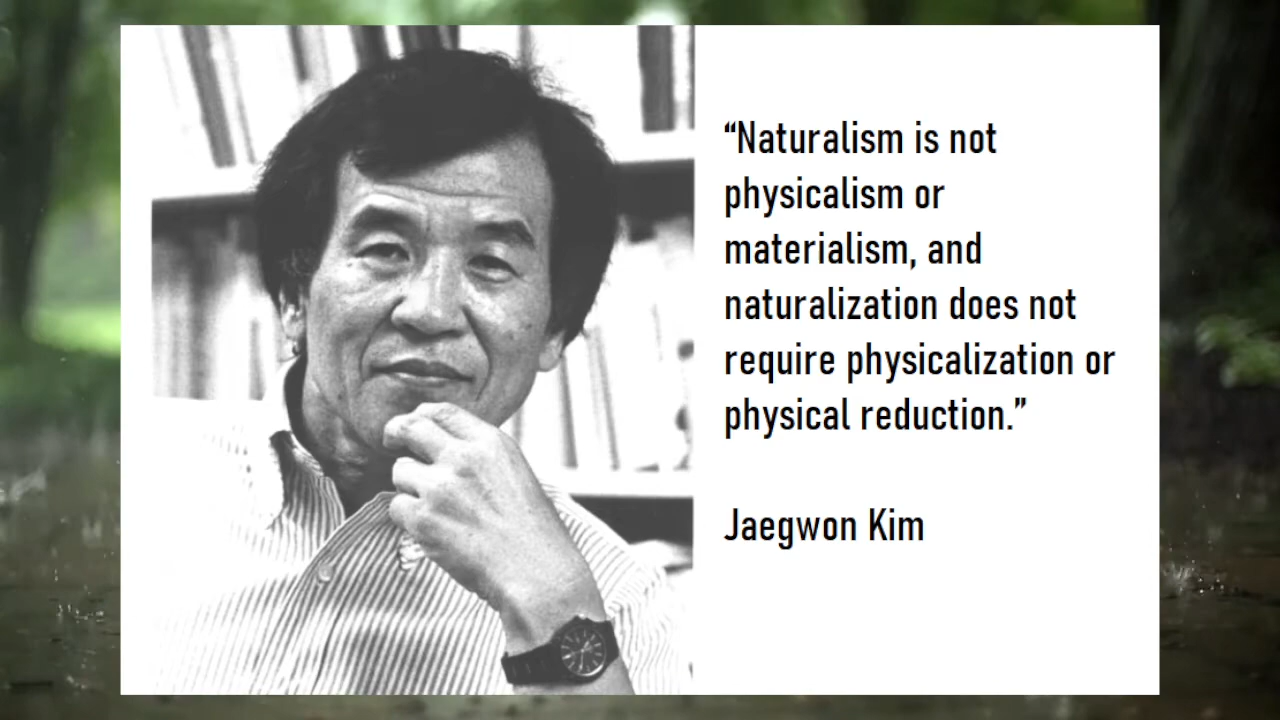 “Naturalism is not
physicalism or
materialism, and
naturalization does not
require physicalization or
physical reduction.”
Jaegwon Kim